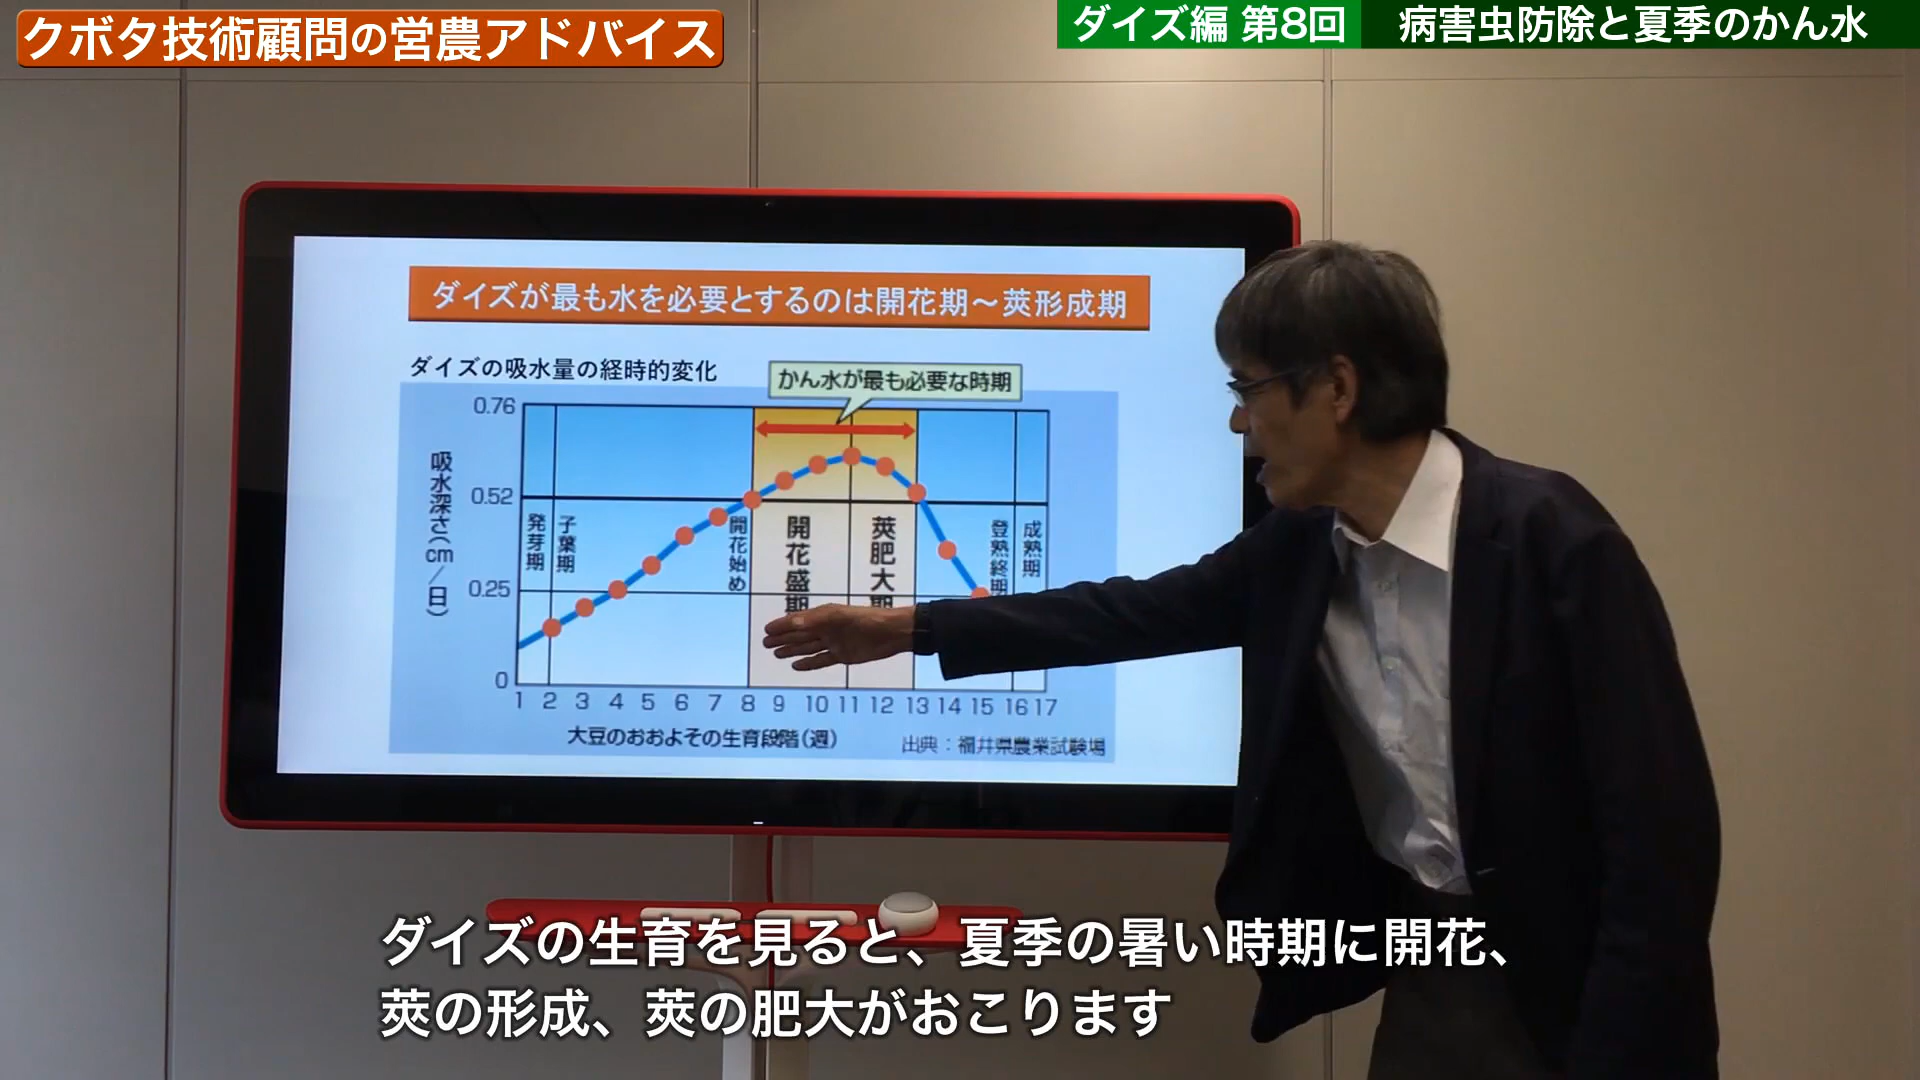 クボタ技術顧問の営農アドバイス
ダイズ編 第8回 病害虫防除と夏季のかん水
ダイズが最も水を必要とするのは開花期～莢形成期
ダイズの吸水量の経時的変化
かん水が最も必要な時期
吸水深さ(cm/日)
0.76
0.52
0.25
0
発芽期
子葉期
開花始め
開花盛期
莢肥大期
登熟終期
成熟期
1 2 3 4 5 6 7 8 9 10 11 12 13 14 15 16 17
大豆のおおよその生育段階(週)
出典：福井県農業試験場
ダイズの生育を見ると、夏季の暑い時期に開花、
莢の形成、莢の肥大がおこります